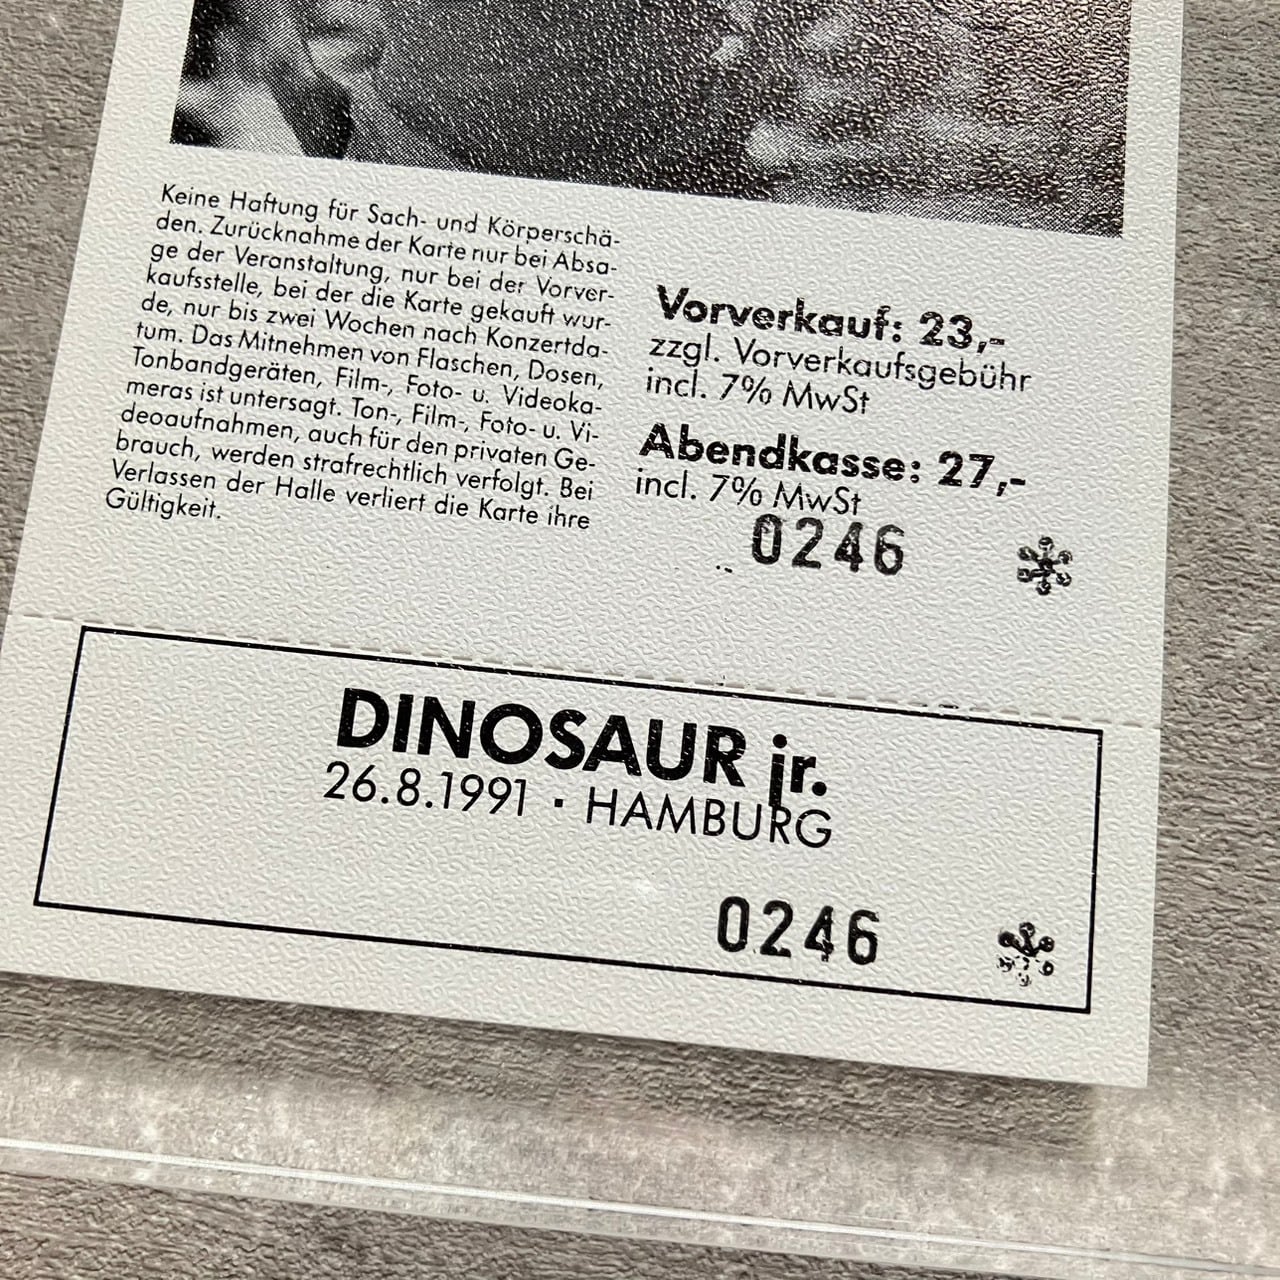 Keine Haftung für Sach- und Körperschä-
den. Zurücknahme der Karte nur bei Absa-
ge der Veranstaltung, nur bei der Vorver-
kaufsstelle, bei der die Karte gekauft wur-
de, nur bis zwei Wochen nach Konzertda-
tum. Das Mitnehmen von Flaschen, Dosen,
Tonbandgeräten, Film-, Foto- u. Videoka-
meras ist untersagt. Ton-, Film-, Foto- u. Vi-
deoaufnahmen, auch für den privaten Ge-
brauch, werden strafrechtlich verfolgt. Bei
Verlassen der Halle verliert die Karte ihre
Gültigkeit.
Vorverkauf: 23,-
zzgl. Vorverkaufsgebühr
incl. 7% MwSt
Abendkasse: 27,-
incl. 7% MwSt
0246
DINOSAUR jr.
26.8.1991 · HAMBURG
0246